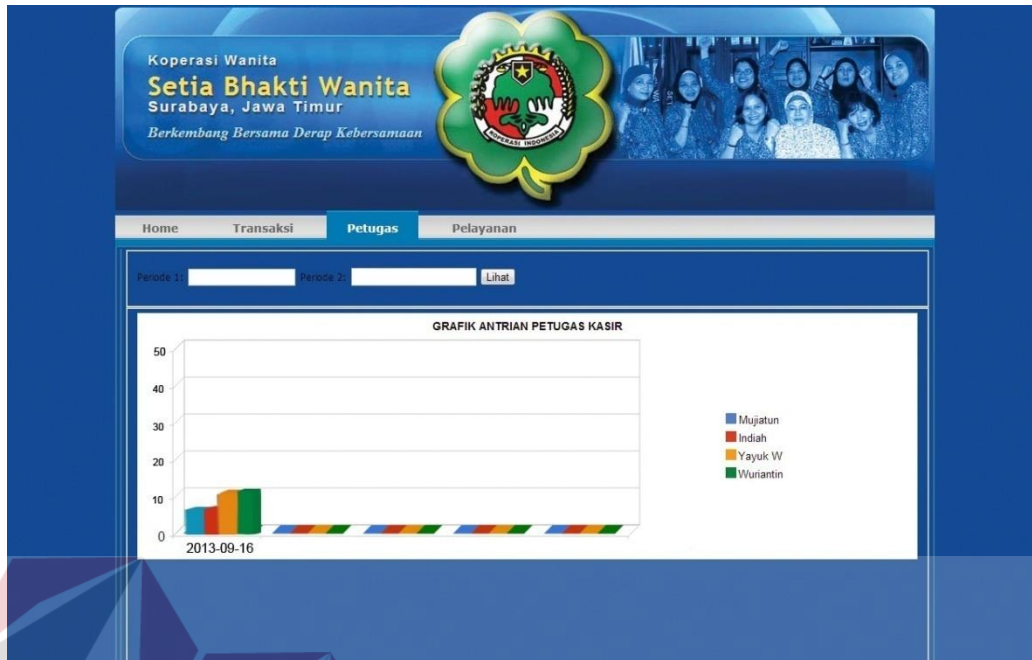 Koperasi Wanita
Setia Bhakti Wanita
Surabaya, Jawa Timur
Berkembang Bersama Derap Kebersamaan
KOPERASI INDONESIA
Home Transaksi Petugas Pelayanan
Periode 1: Periode 2: Lihat
GRAFIK ANTRIAN PETUGAS KASIR
50
40
30
20
10
0
2013-09-16
Mujiatun
Indiah
Yayuk W
Wuriantin